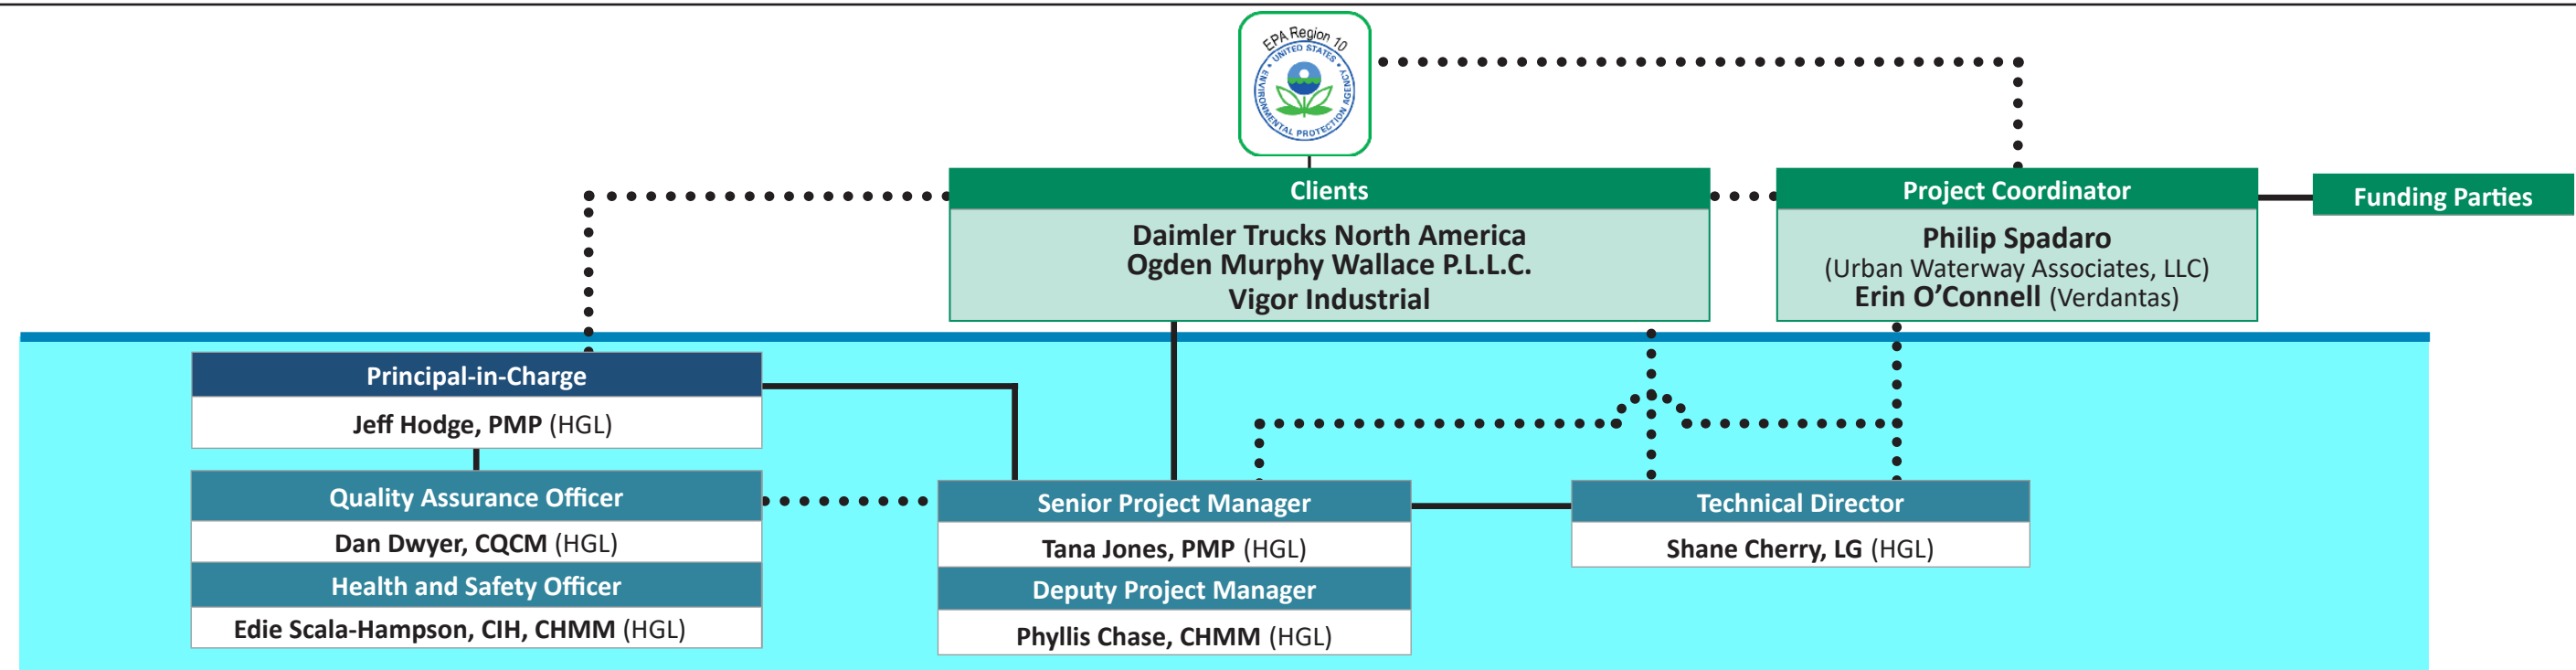 EPA Region 10
UNITED STATES
ENVIRONMENTAL PROTECTION AGENCY
Clients
Daimler Trucks North America
Ogden Murphy Wallace P.L.L.C.
Vigor Industrial
Project Coordinator
Philip Spadaro
(Urban Waterway Associates, LLC)
Erin O’Connell (Verdantas)
Funding Parties
Principal-in-Charge
Jeff Hodge, PMP (HGL)
Quality Assurance Officer
Dan Dwyer, CQCM (HGL)
Health and Safety Officer
Edie Scala-Hampson, CIH, CHMM (HGL)
Senior Project Manager
Tana Jones, PMP (HGL)
Deputy Project Manager
Phyllis Chase, CHMM (HGL)
Technical Director
Shane Cherry, LG (HGL)